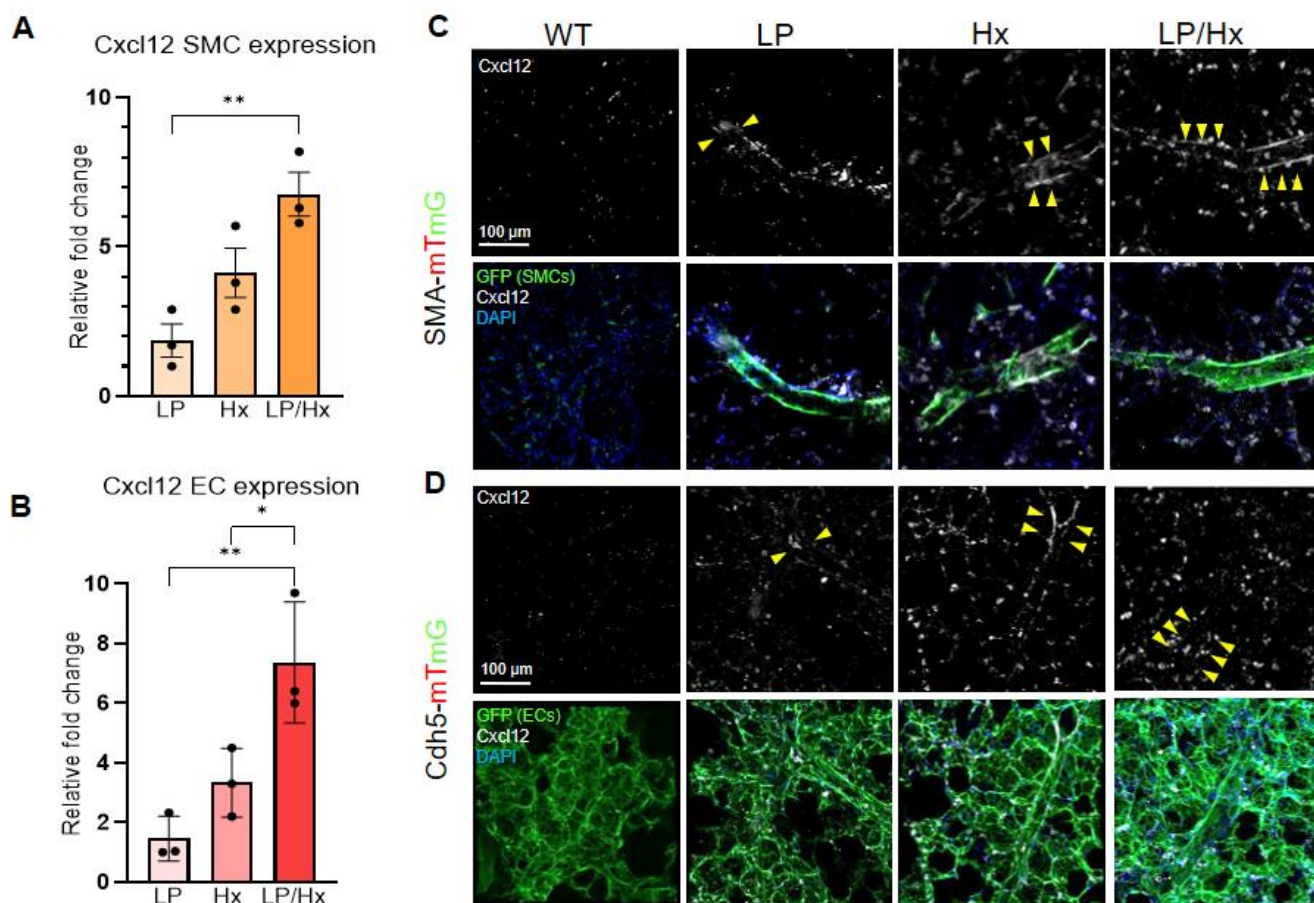 A
Cxcl12 SMC expression
**
10
5
0
Relative fold change
LP
Hx
LP/Hx
B
Cxcl12 EC expression
*
**
10
8
6
4
2
0
Relative fold change
LP
Hx
LP/Hx
C
WT
LP
Hx
LP/Hx
SMA-mTmG
Cxcl12
100 µm
GFP (SMCs)
Cxcl12
DAPI
D
Cdh5-mTmG
Cxcl12
100 µm
GFP (ECs)
Cxcl12
DAPI